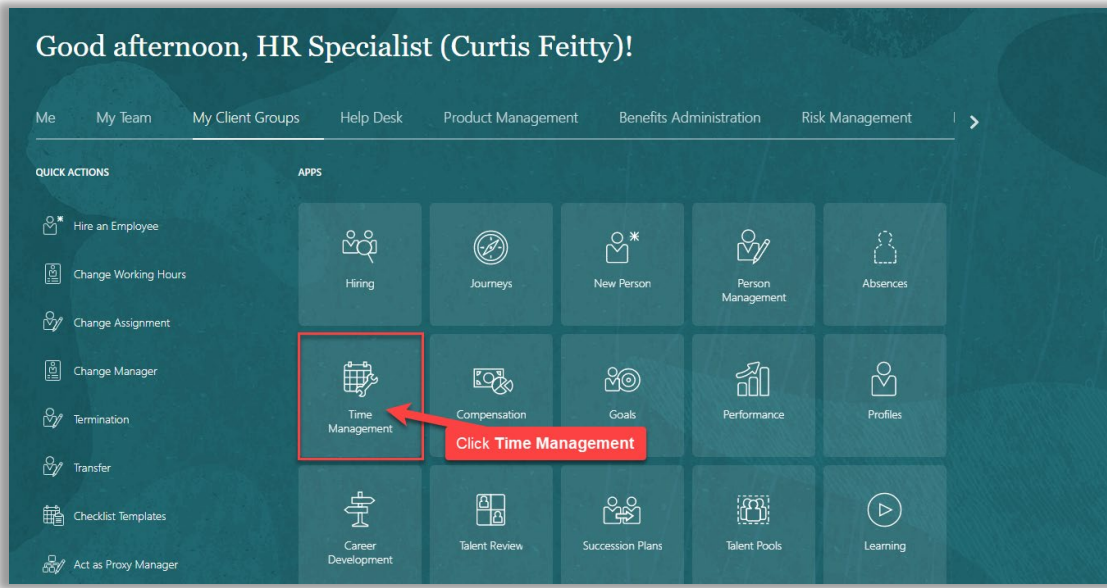 Good afternoon, HR Specialist (Curtis Feitty)!
Me My Team My Client Groups Help Desk Product Management Benefits Administration Risk Management
QUICK ACTIONS
APPS
Hire an Employee
Change Working Hours
Change Assignment
Change Manager
Termination
Transfer
Checklist Templates
Act as Proxy Manager
Hiring
Journeys
New Person
Person
Management
Absences
Time
Management
Compensation
Goals
Performance
Profiles
Click Time Management
Career
Development
Talent Review
Succession Plans
Talent Pools
Learning